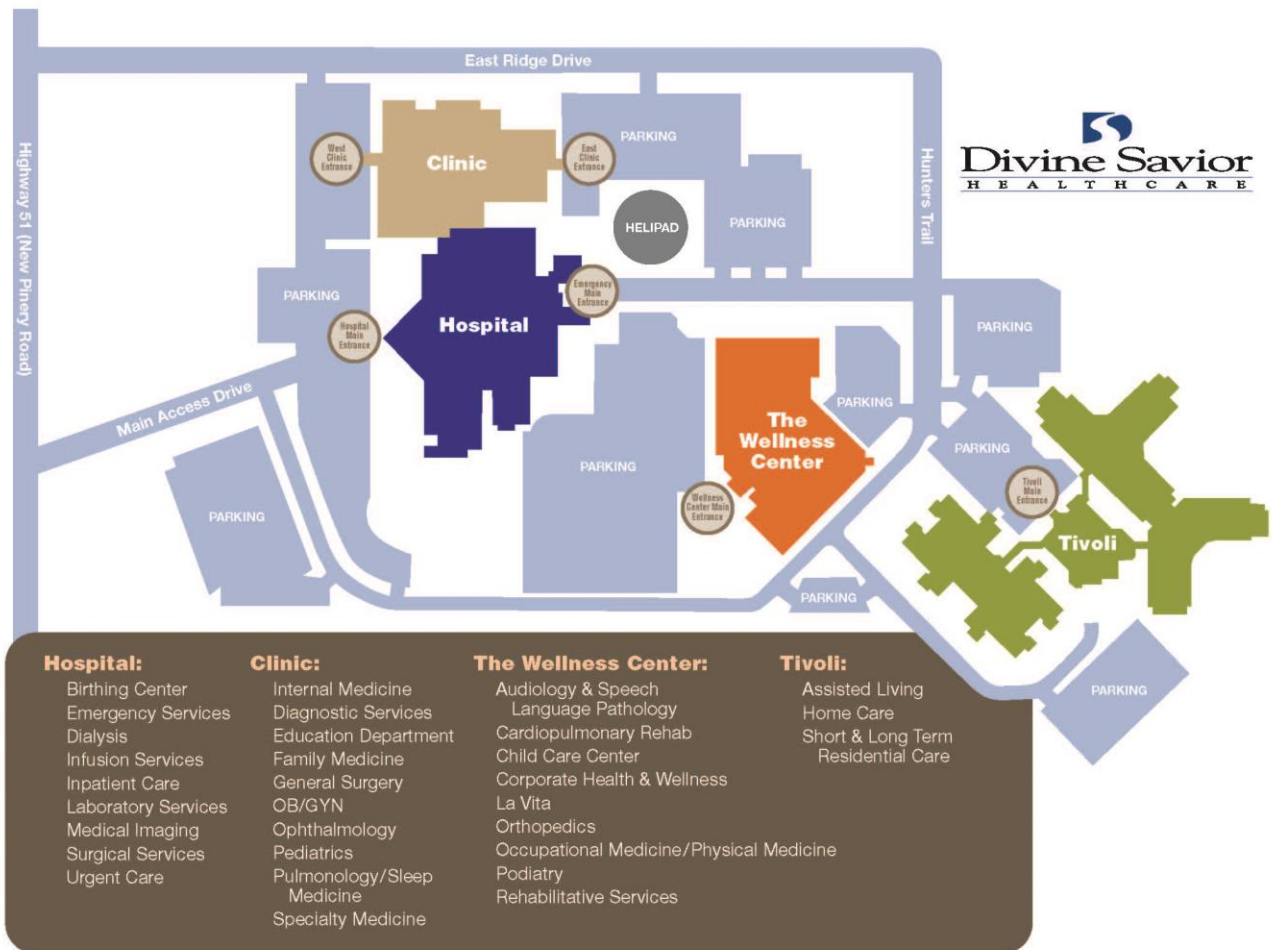 East Ridge Drive
Highway 51 (New Pinery Road)
Hunters Trail
Main Access Drive
Divine Savior
HEALTHCARE
West
Clinic
Entrance
Clinic
East
Clinic
Entrance
PARKING
HELIPAD
PARKING
PARKING
Hospital
Main
Entrance
Hospital
Emergency
Main
Entrance
PARKING
PARKING
The
Wellness
Center
PARKING
PARKING
PARKING
Wellness
Center Main
Entrance
Tivoli
Main
Entrance
Tivoli
PARKING
PARKING
Hospital:
Birthing Center
Emergency Services
Dialysis
Infusion Services
Inpatient Care
Laboratory Services
Medical Imaging
Surgical Services
Urgent Care
Clinic:
Internal Medicine
Diagnostic Services
Education Department
Family Medicine
General Surgery
OB/GYN
Ophthalmology
Pediatrics
Pulmonology/Sleep
Medicine
Specialty Medicine
The Wellness Center:
Audiology & Speech
Language Pathology
Cardiopulmonary Rehab
Child Care Center
Corporate Health & Wellness
La Vita
Orthopedics
Occupational Medicine/Physical Medicine
Podiatry
Rehabilitative Services
Tivoli:
Assisted Living
Home Care
Short & Long Term
Residential Care